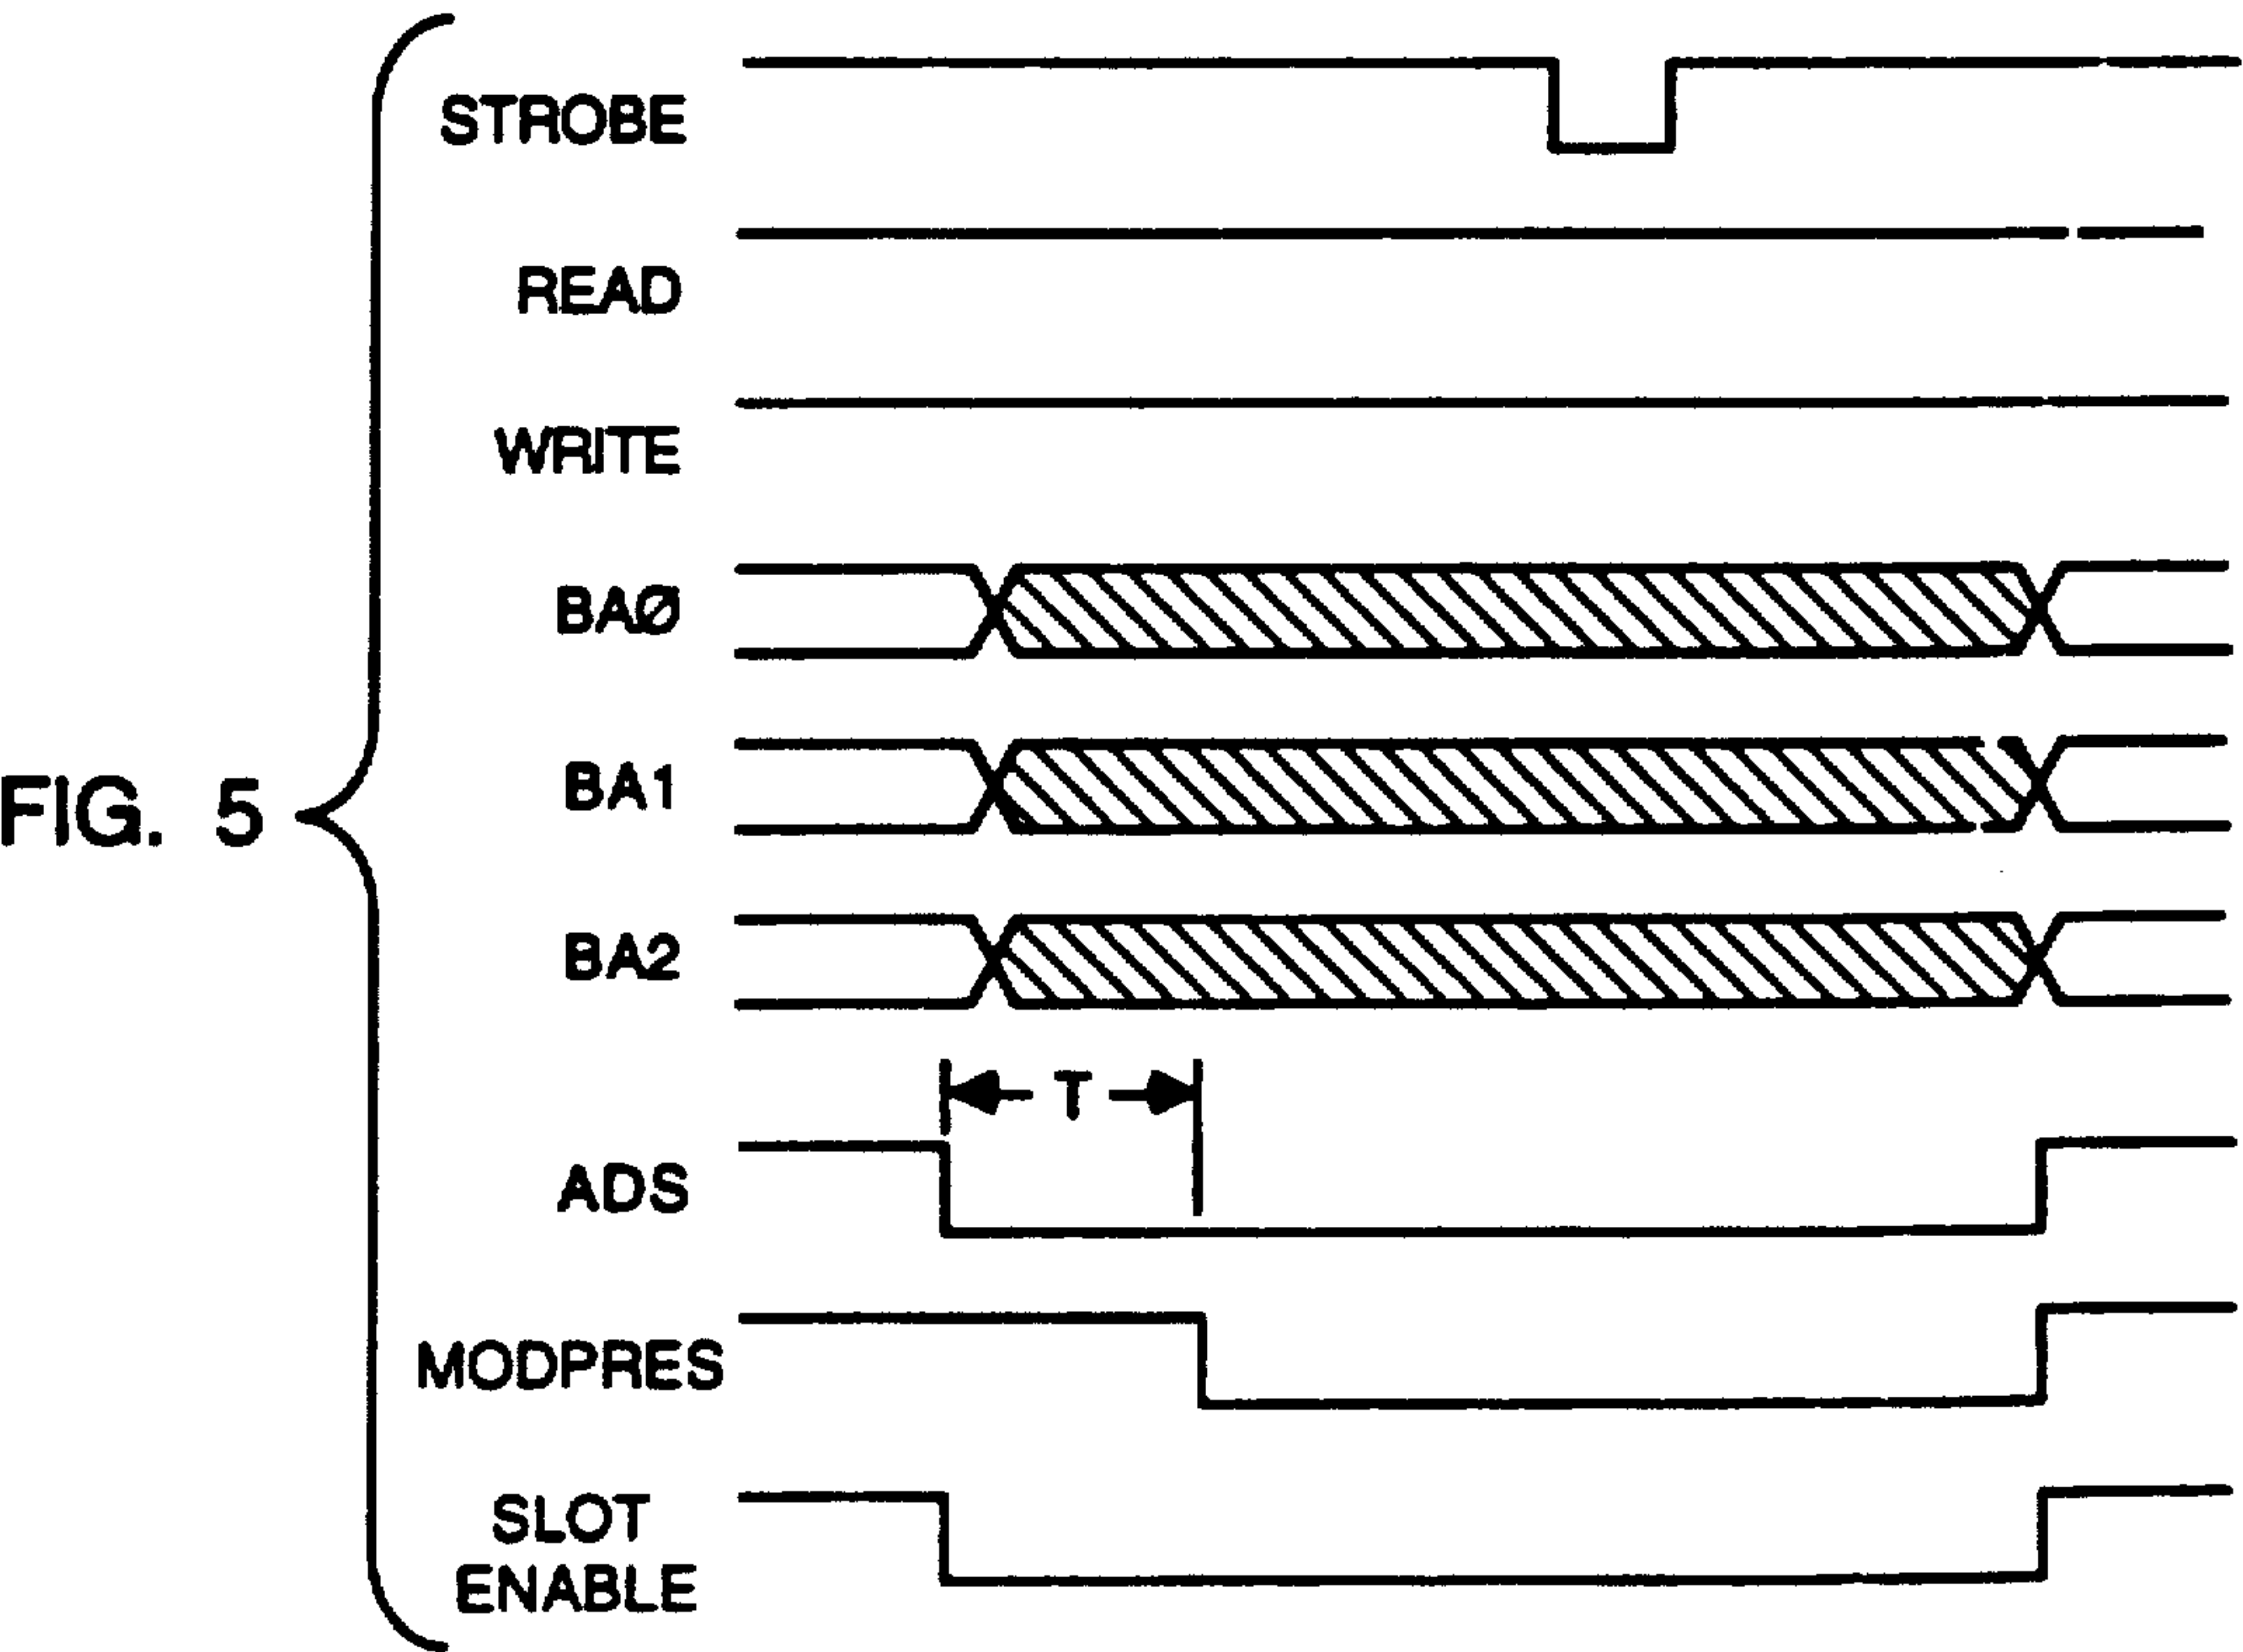 FIG. 5
STROBE
READ
WRITE
BAØ
BA1
BA2
T
ADS
MODPRES
SLOT
ENABLE